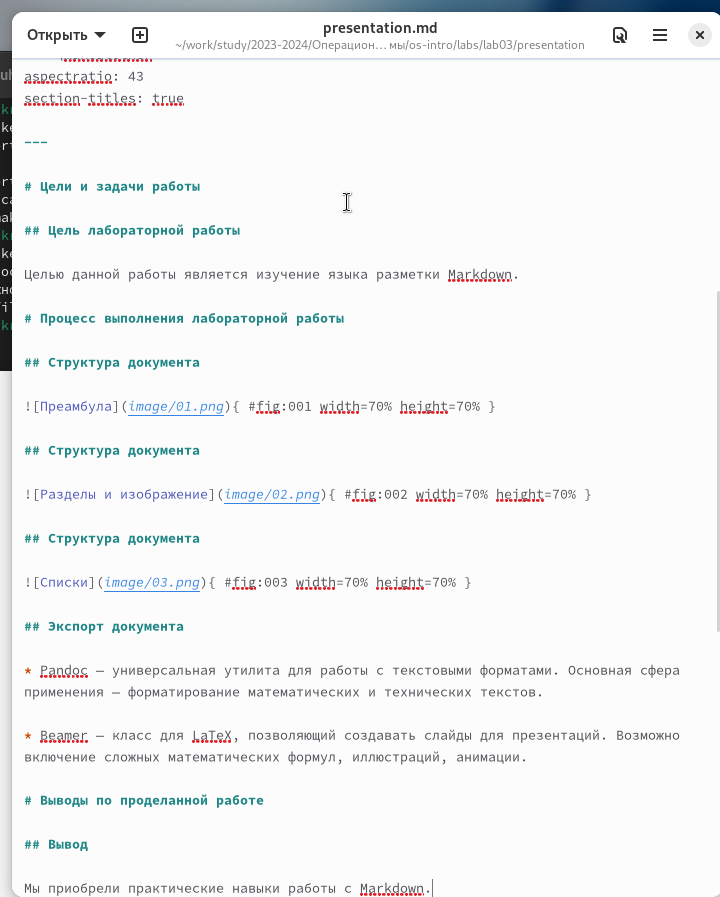 Открыть
presentation.md
~/work/study/2023-2024/Операцион…мы/os-intro/labs/lab03/presentation
aspectratio: 43
section-titles: true
---
# Цели и задачи работы
## Цель лабораторной работы
Целью данной работы является изучение языка разметки Markdown.
# Процесс выполнения лабораторной работы
## Структура документа
![Преамбула](image/01.png){ #fig:001 width=70% height=70% }
## Структура документа
![Разделы и изображение](image/02.png){ #fig:002 width=70% height=70% }
## Структура документа
![Списки](image/03.png){ #fig:003 width=70% height=70% }
## Экспорт документа
* Pandoc — универсальная утилита для работы с текстовыми форматами. Основная сфера
применения — форматирование математических и технических текстов.
* Beamer — класс для LaTeX, позволяющий создавать слайды для презентаций. Возможно
включение сложных математических формул, иллюстраций, анимации.
# Выводы по проделанной работе
## Вывод
Мы приобрели практические навыки работы с Markdown.